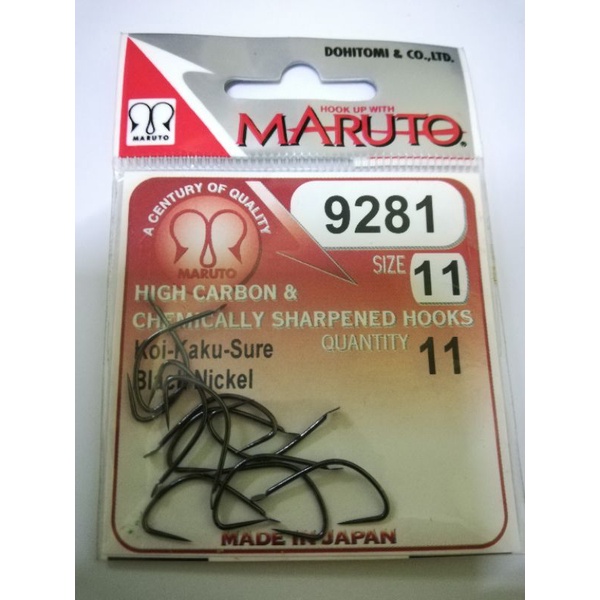 DOHITOMI & CO.,LTD.
HOOK UP WITH
MARUTO®
MARUTO
A CENTURY OF QUALITY
9281
MARUTO
SIZE 11
HIGH CARBON &
CHEMICALLY SHARPENED HOOKS
Koi-Kaku-Sure
QUANTITY 11
Black Nickel
MADE IN JAPAN